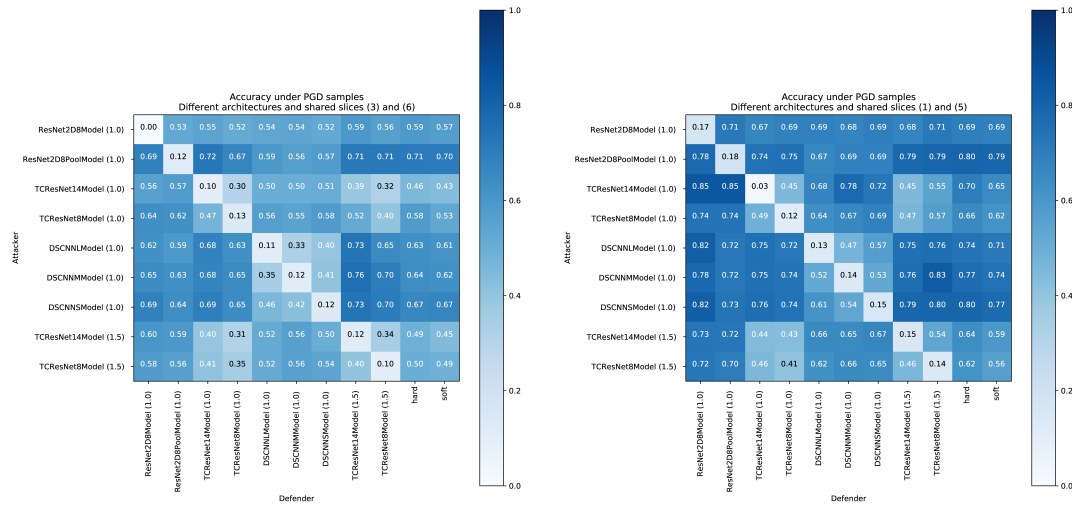 Accuracy under PGD samples
Different architectures and shared slices (3) and (6)
Attacker
ResNet2D8Model (1.0) 0.00 0.53 0.55 0.52 0.54 0.54 0.52 0.59 0.56 0.59 0.57
ResNet2D8PoolModel (1.0) 0.69 0.12 0.72 0.67 0.59 0.56 0.57 0.71 0.71 0.71 0.70
TCResNet14Model (1.0) 0.56 0.57 0.10 0.30 0.50 0.50 0.51 0.39 0.32 0.46 0.43
TCResNet8Model (1.0) 0.64 0.62 0.47 0.13 0.56 0.55 0.58 0.52 0.40 0.58 0.53
DSCNNLModel (1.0) 0.62 0.59 0.68 0.63 0.11 0.33 0.40 0.73 0.65 0.63 0.61
DSCNNMModel (1.0) 0.65 0.63 0.68 0.65 0.35 0.12 0.41 0.76 0.70 0.64 0.62
DSCNNSModel (1.0) 0.69 0.64 0.69 0.65 0.46 0.42 0.12 0.73 0.70 0.67 0.67
TCResNet14Model (1.5) 0.60 0.59 0.40 0.31 0.52 0.56 0.50 0.12 0.34 0.49 0.45
TCResNet8Model (1.5) 0.58 0.56 0.41 0.35 0.52 0.56 0.54 0.40 0.10 0.50 0.49
ResNet2D8Model (1.0)
ResNet2D8PoolModel (1.0)
TCResNet14Model (1.0)
TCResNet8Model (1.0)
DSCNNLModel (1.0)
DSCNNMModel (1.0)
DSCNNSModel (1.0)
TCResNet14Model (1.5)
TCResNet8Model (1.5)
hard
soft
Defender
1.0
0.8
0.6
0.4
0.2
0.0
Accuracy under PGD samples
Different architectures and shared slices (1) and (5)
Attacker
ResNet2D8Model (1.0) 0.17 0.71 0.67 0.69 0.69 0.68 0.69 0.68 0.71 0.69 0.69
ResNet2D8PoolModel (1.0) 0.78 0.18 0.74 0.75 0.67 0.69 0.69 0.79 0.79 0.80 0.79
TCResNet14Model (1.0) 0.85 0.85 0.03 0.45 0.68 0.78 0.72 0.45 0.55 0.70 0.65
TCResNet8Model (1.0) 0.74 0.74 0.49 0.12 0.64 0.67 0.69 0.47 0.57 0.66 0.62
DSCNNLModel (1.0) 0.82 0.72 0.75 0.72 0.13 0.47 0.57 0.75 0.76 0.74 0.71
DSCNNMModel (1.0) 0.78 0.72 0.75 0.74 0.52 0.14 0.53 0.76 0.83 0.77 0.74
DSCNNSModel (1.0) 0.82 0.73 0.76 0.74 0.61 0.54 0.15 0.79 0.80 0.80 0.77
TCResNet14Model (1.5) 0.73 0.72 0.44 0.43 0.66 0.65 0.67 0.15 0.54 0.64 0.59
TCResNet8Model (1.5) 0.72 0.70 0.46 0.41 0.63 0.66 0.65 0.46 0.14 0.62 0.56
ResNet2D8Model (1.0)
ResNet2D8PoolModel (1.0)
TCResNet14Model (1.0)
TCResNet8Model (1.0)
DSCNNLModel (1.0)
DSCNNMModel (1.0)
DSCNNSModel (1.0)
TCResNet14Model (1.5)
TCResNet8Model (1.5)
hard
soft
Defender
1.0
0.8
0.6
0.4
0.2
0.0